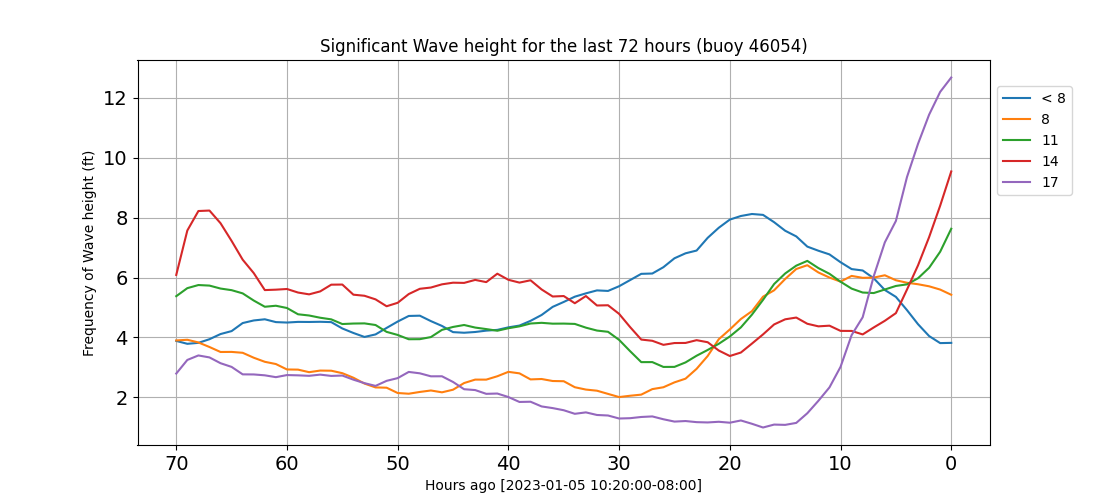 Significant Wave height for the last 72 hours (buoy 46054)
Frequency of Wave height (ft)
12
10
8
6
4
2
70 60 50 40 30 20 10 0
Hours ago [2023-01-05 10:20:00-08:00]
< 8
8
11
14
17